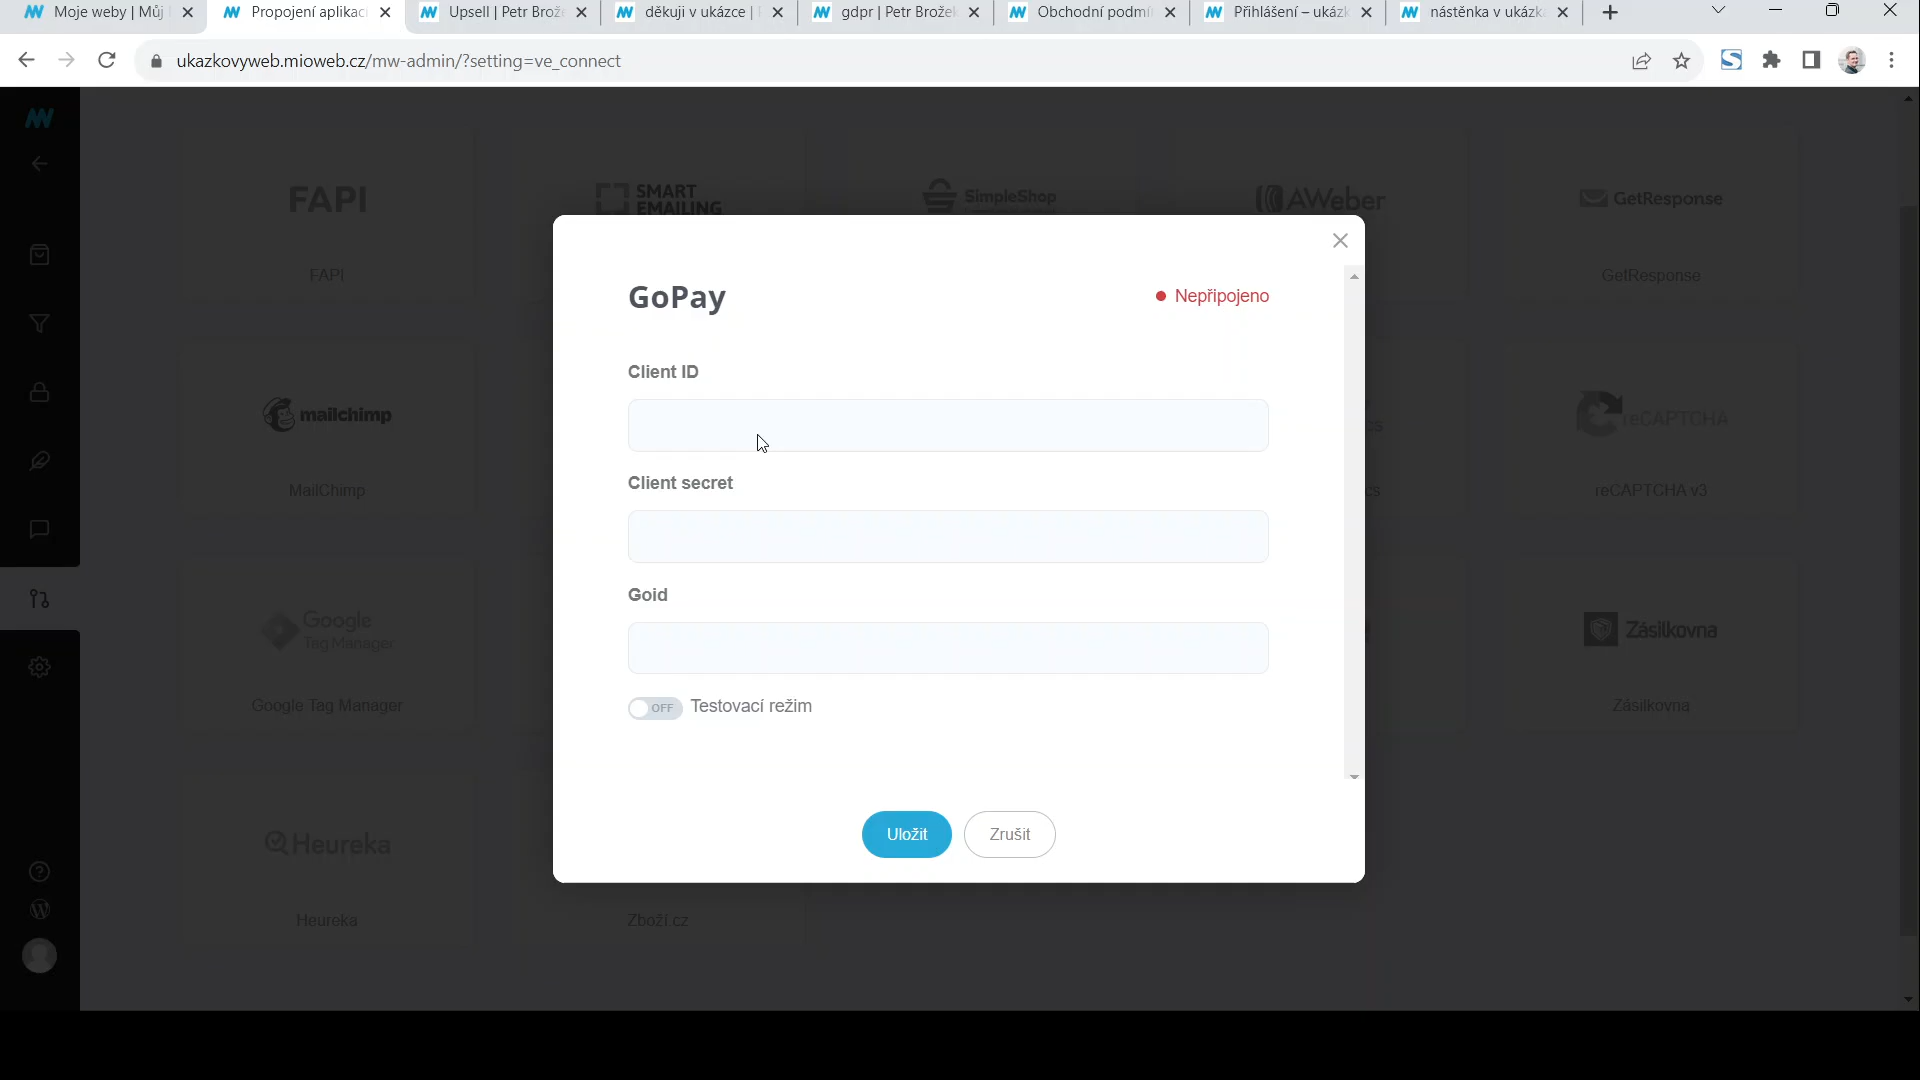 Moje weby | Můj
Propojení aplikac
Upsell | Petr Brož
děkuji v ukázce |
gdpr | Petr Brožek
Obchodní podmí
Přihlášení – ukázk
nástěnka v ukázk
ukazkovyweb.mioweb.cz/mw-admin/?setting=ve_connect
FAPI
SMART
EMAILING
SimpleShop
AWeber
GetResponse
FAPI
GetResponse
GoPay
Nepřipojeno
Client ID
mailchimp
cs
reCAPTCHA
MailChimp
cs
reCAPTCHA v3
Client secret
Goid
Google
Tag Manager
Zásilkovna
Google Tag Manager
Zásilkovna
OFF
Testovací režim
Uložit
Zrušit
Heureka
Heureka
Zboží cz